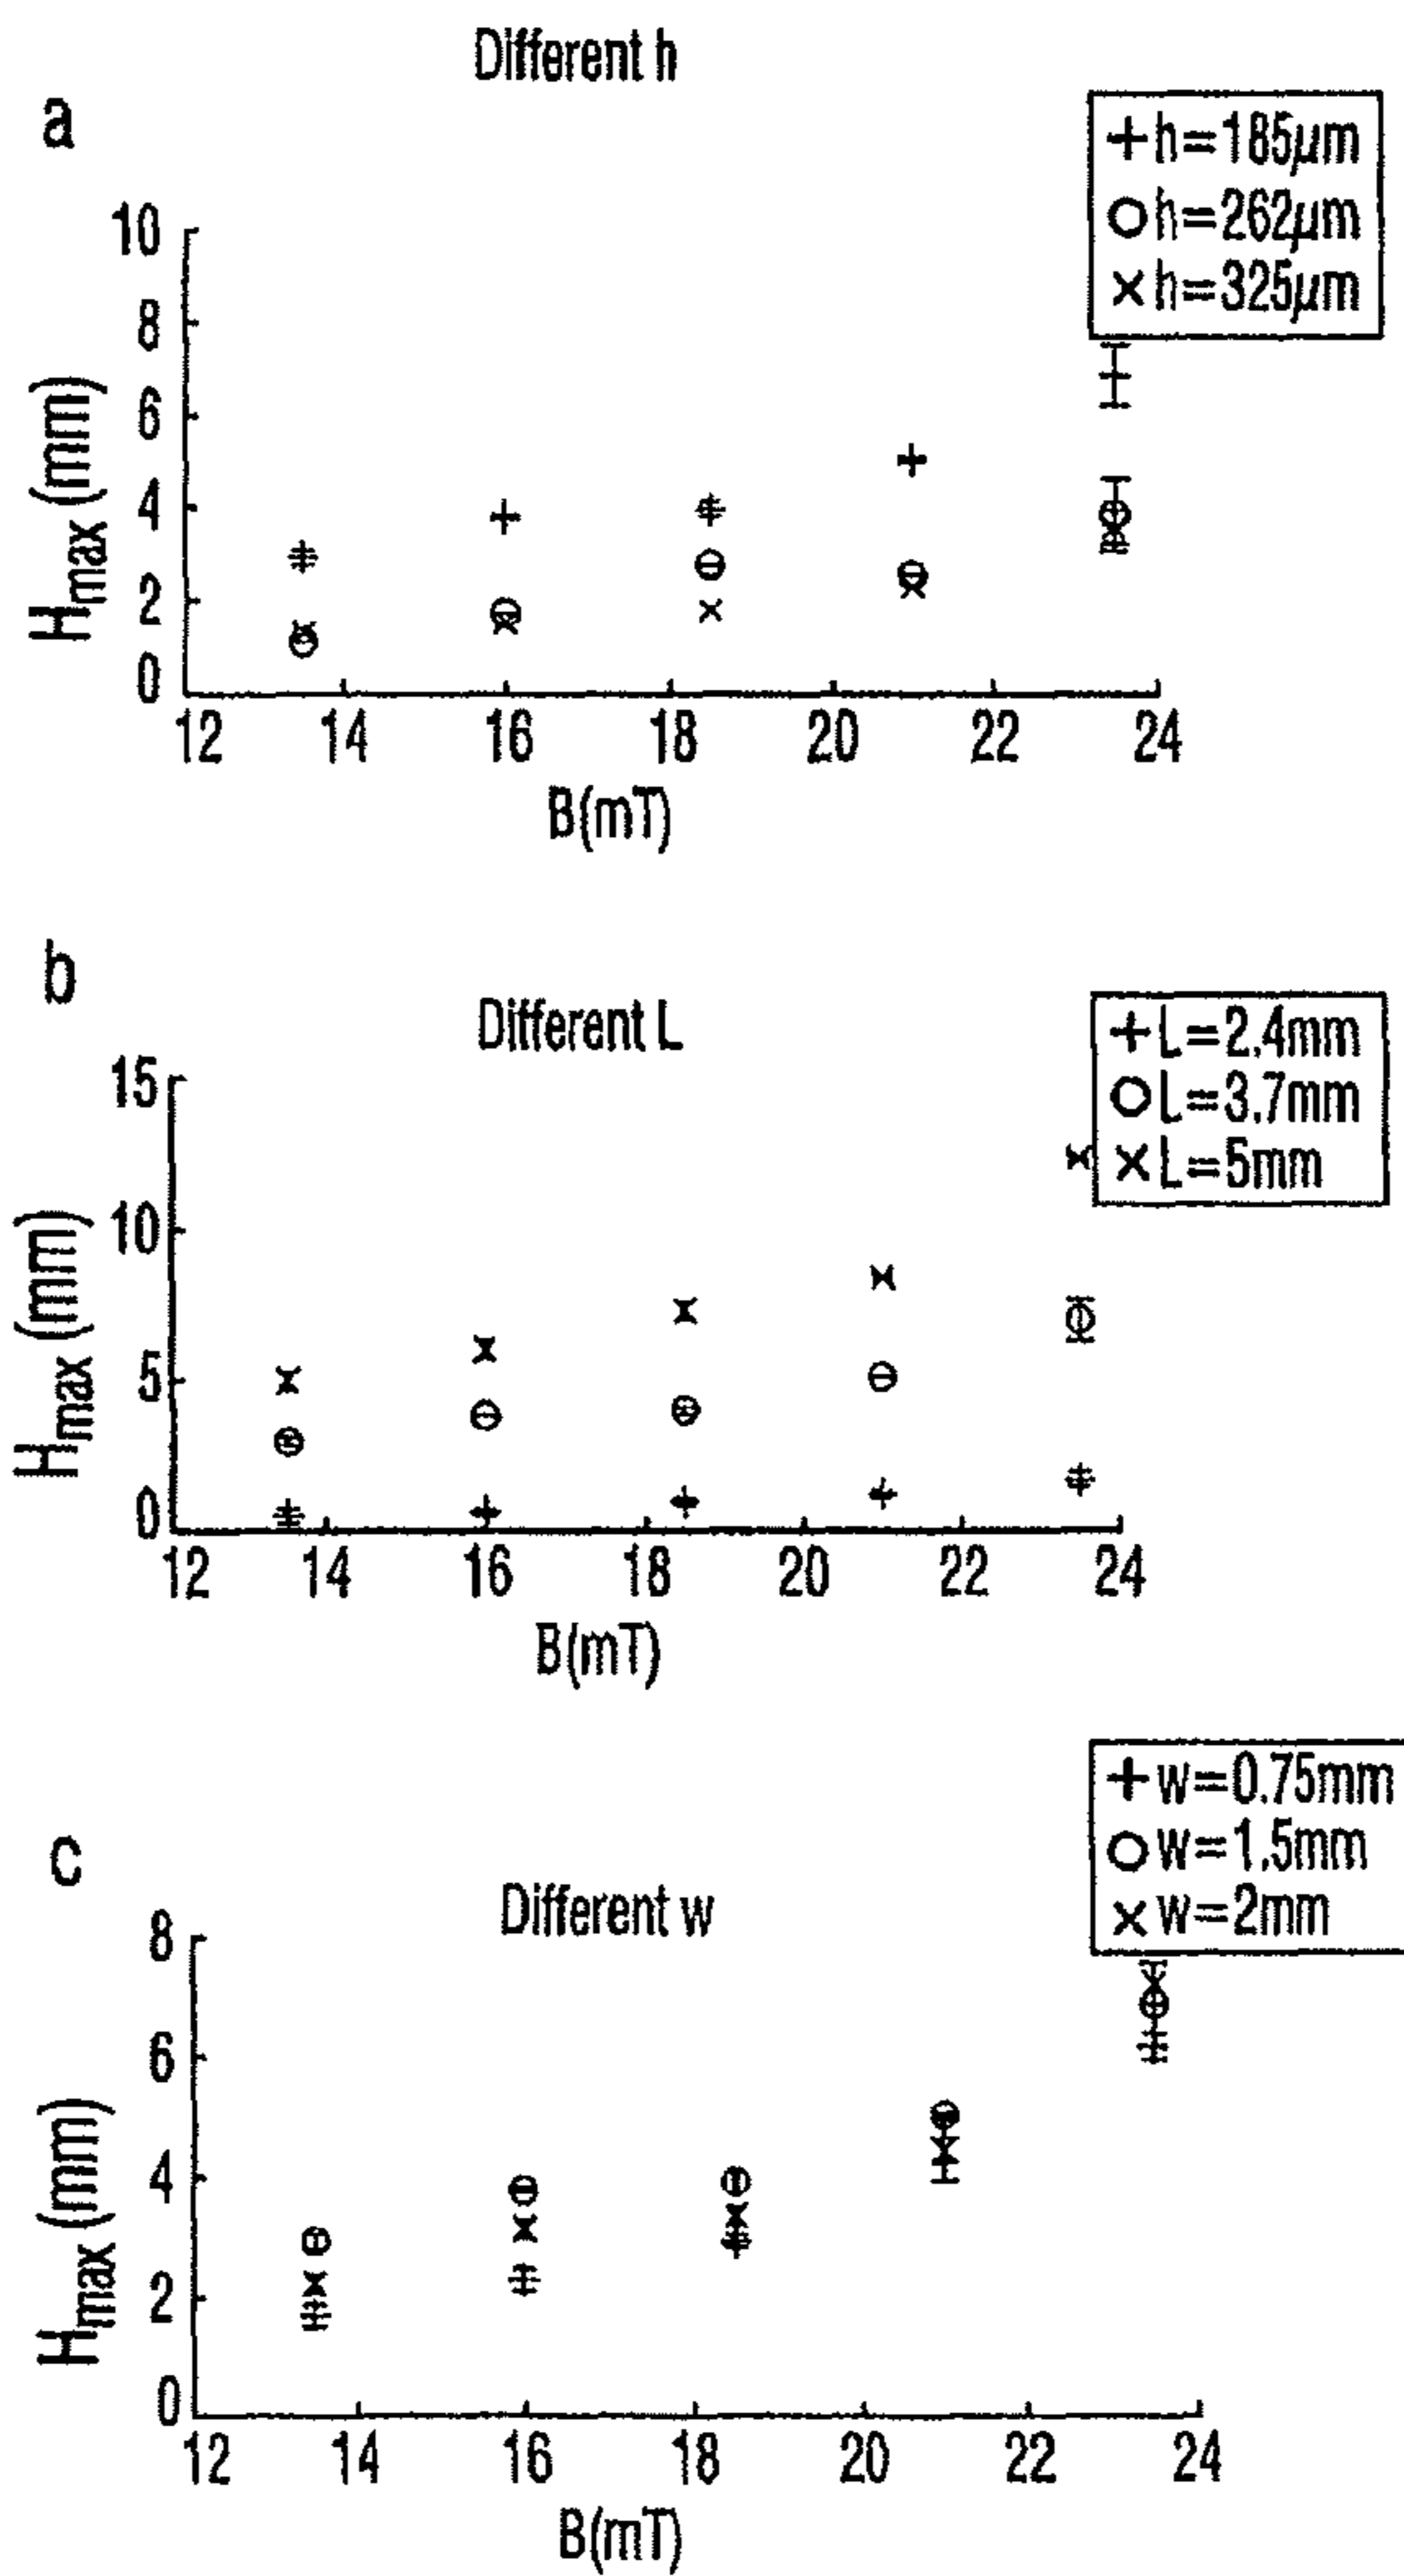 Different h
a
+ h=185μm
○ h=262μm
× h=325μm
10
8
6
4
2
0
H_max (mm)
12 14 16 18 20 22 24
B(mT)
b
Different L
+ L=2.4mm
○ L=3.7mm
× L=5mm
15
10
5
0
H_max (mm)
12 14 16 18 20 22 24
B(mT)
c
Different w
+ w=0.75mm
○ w=1.5mm
× w=2mm
8
6
4
2
0
H_max (mm)
12 14 16 18 20 22 24
B(mT)